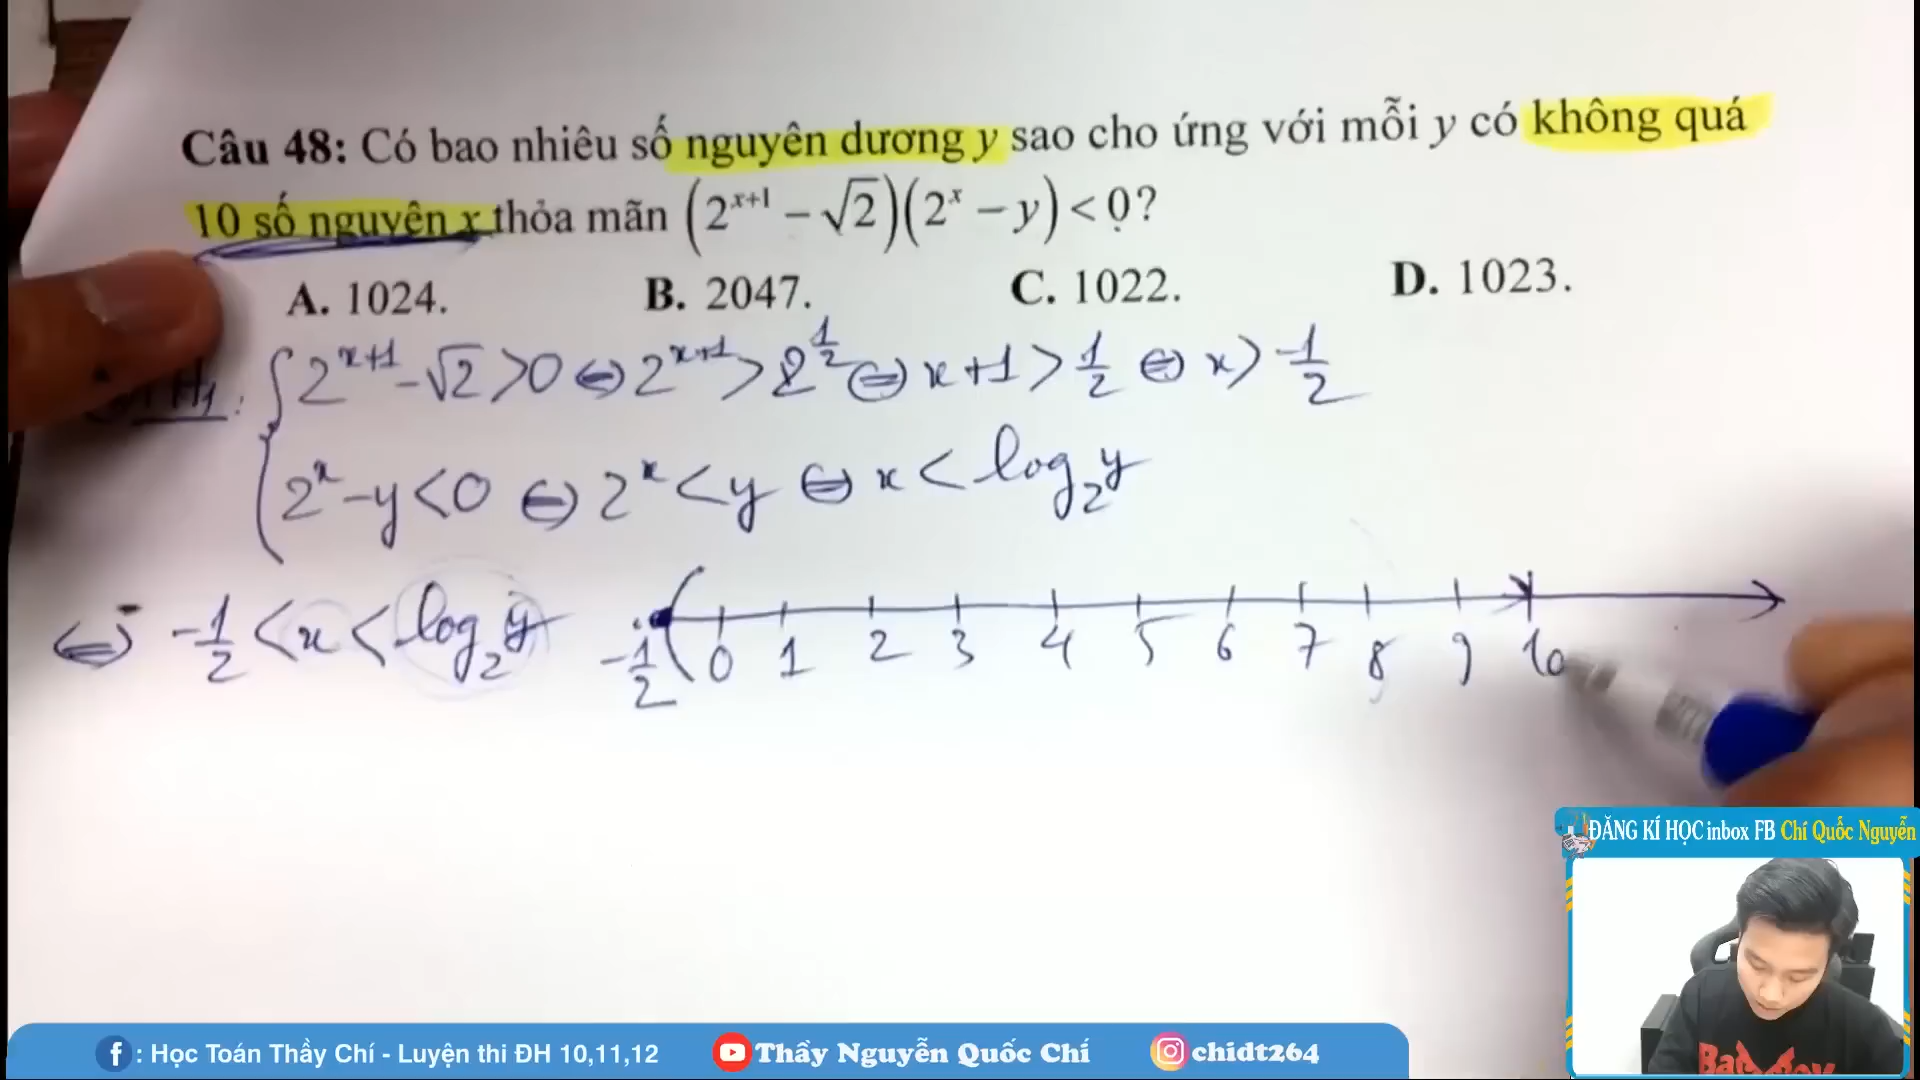 Câu 48: Có bao nhiêu số nguyên dương y sao cho ứng với mỗi y có không quá
10 số nguyên x thỏa mãn (2^{x+1} − √2)(2^x − y) < 0?
A. 1024. B. 2047. C. 1022. D. 1023.
H₁: { 2^{x+1} − √2 > 0 ⇔ 2^{x+1} > 2^{1/2} ⇔ x+1 > 1/2 ⇔ x > −1/2
2^x − y < 0 ⇔ 2^x < y ⇔ x < log₂y
⇔ −1/2 < x < log₂y
−1/2 ( 0 1 2 3 4 5 6 7 8 9 10
ĐĂNG KÍ HỌC inbox FB Chí Quốc Nguyễn
Bad Boy
f : Học Toán Thầy Chí - Luyện thi ĐH 10,11,12 Thầy Nguyễn Quốc Chí chidt264